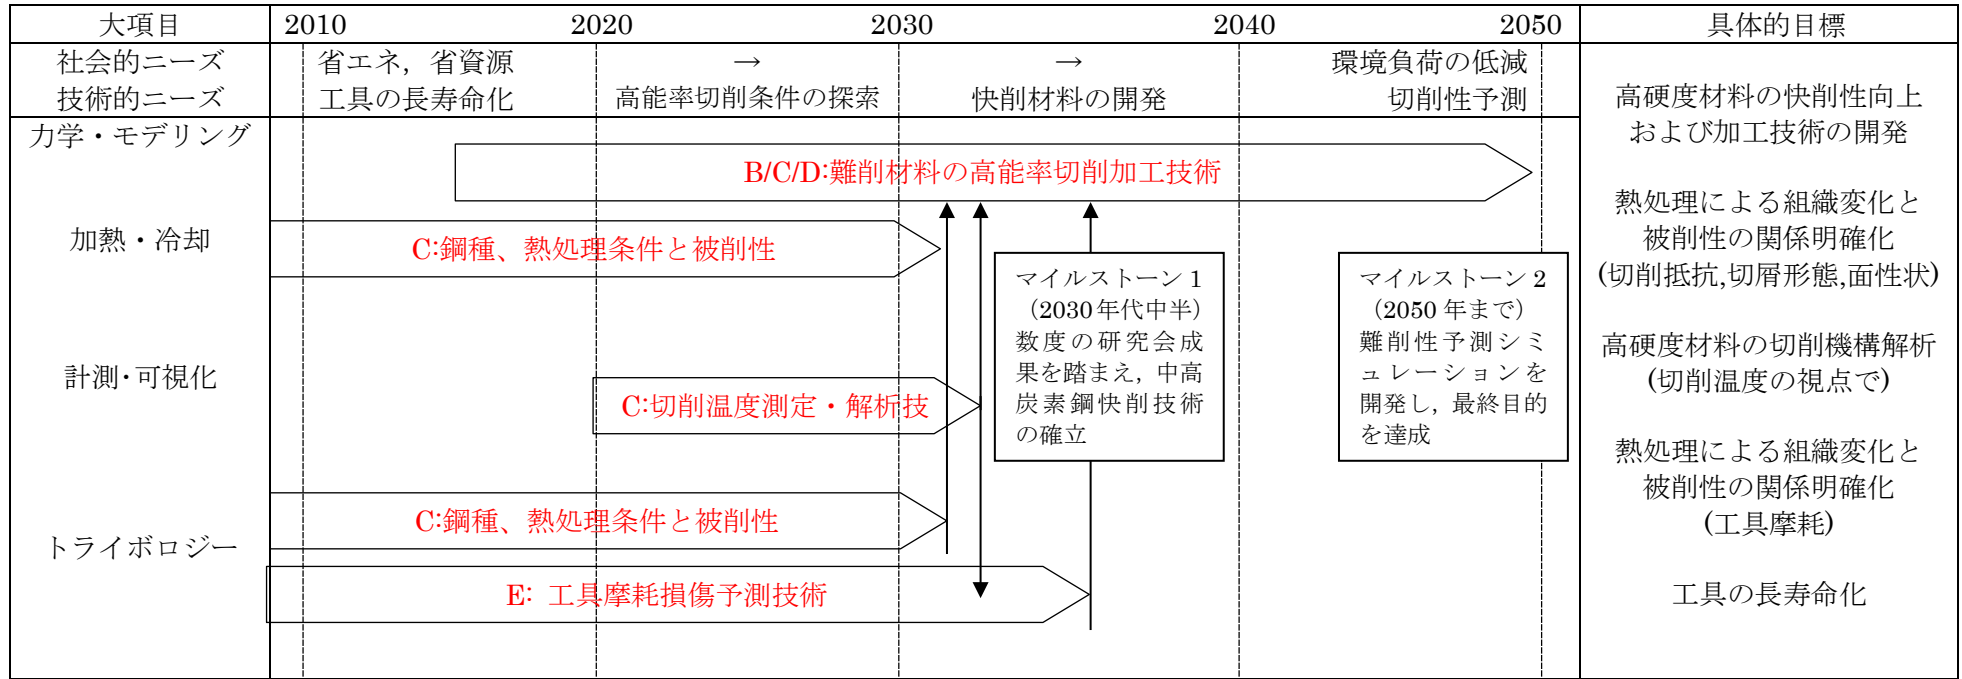 大項目
2010
2020
2030
2040
2050
具体的目標
社会的ニーズ
技術的ニーズ
省エネ，省資源
工具の長寿命化
→
高能率切削条件の探索
→
快削材料の開発
環境負荷の低減
切削性予測
力学・モデリング
B/C/D:難削材料の高能率切削加工技術
加熱・冷却
C:鋼種、熱処理条件と被削性
マイルストーン 1
（2030 年代中半）
数度の研究会成
果を踏まえ，中高
炭素鋼快削技術
の確立
マイルストーン 2
（2050 年まで）
難削性予測シミ
ュレーションを
開発し，最終目的
を達成
計測・可視化
C:切削温度測定・解析技
トライボロジー
C:鋼種、熱処理条件と被削性
E: 工具摩耗損傷予測技術
高硬度材料の快削性向上
および加工技術の開発
熱処理による組織変化と
被削性の関係明確化
(切削抵抗,切屑形態,面性状)
高硬度材料の切削機構解析
(切削温度の視点で)
熱処理による組織変化と
被削性の関係明確化
(工具摩耗)
工具の長寿命化